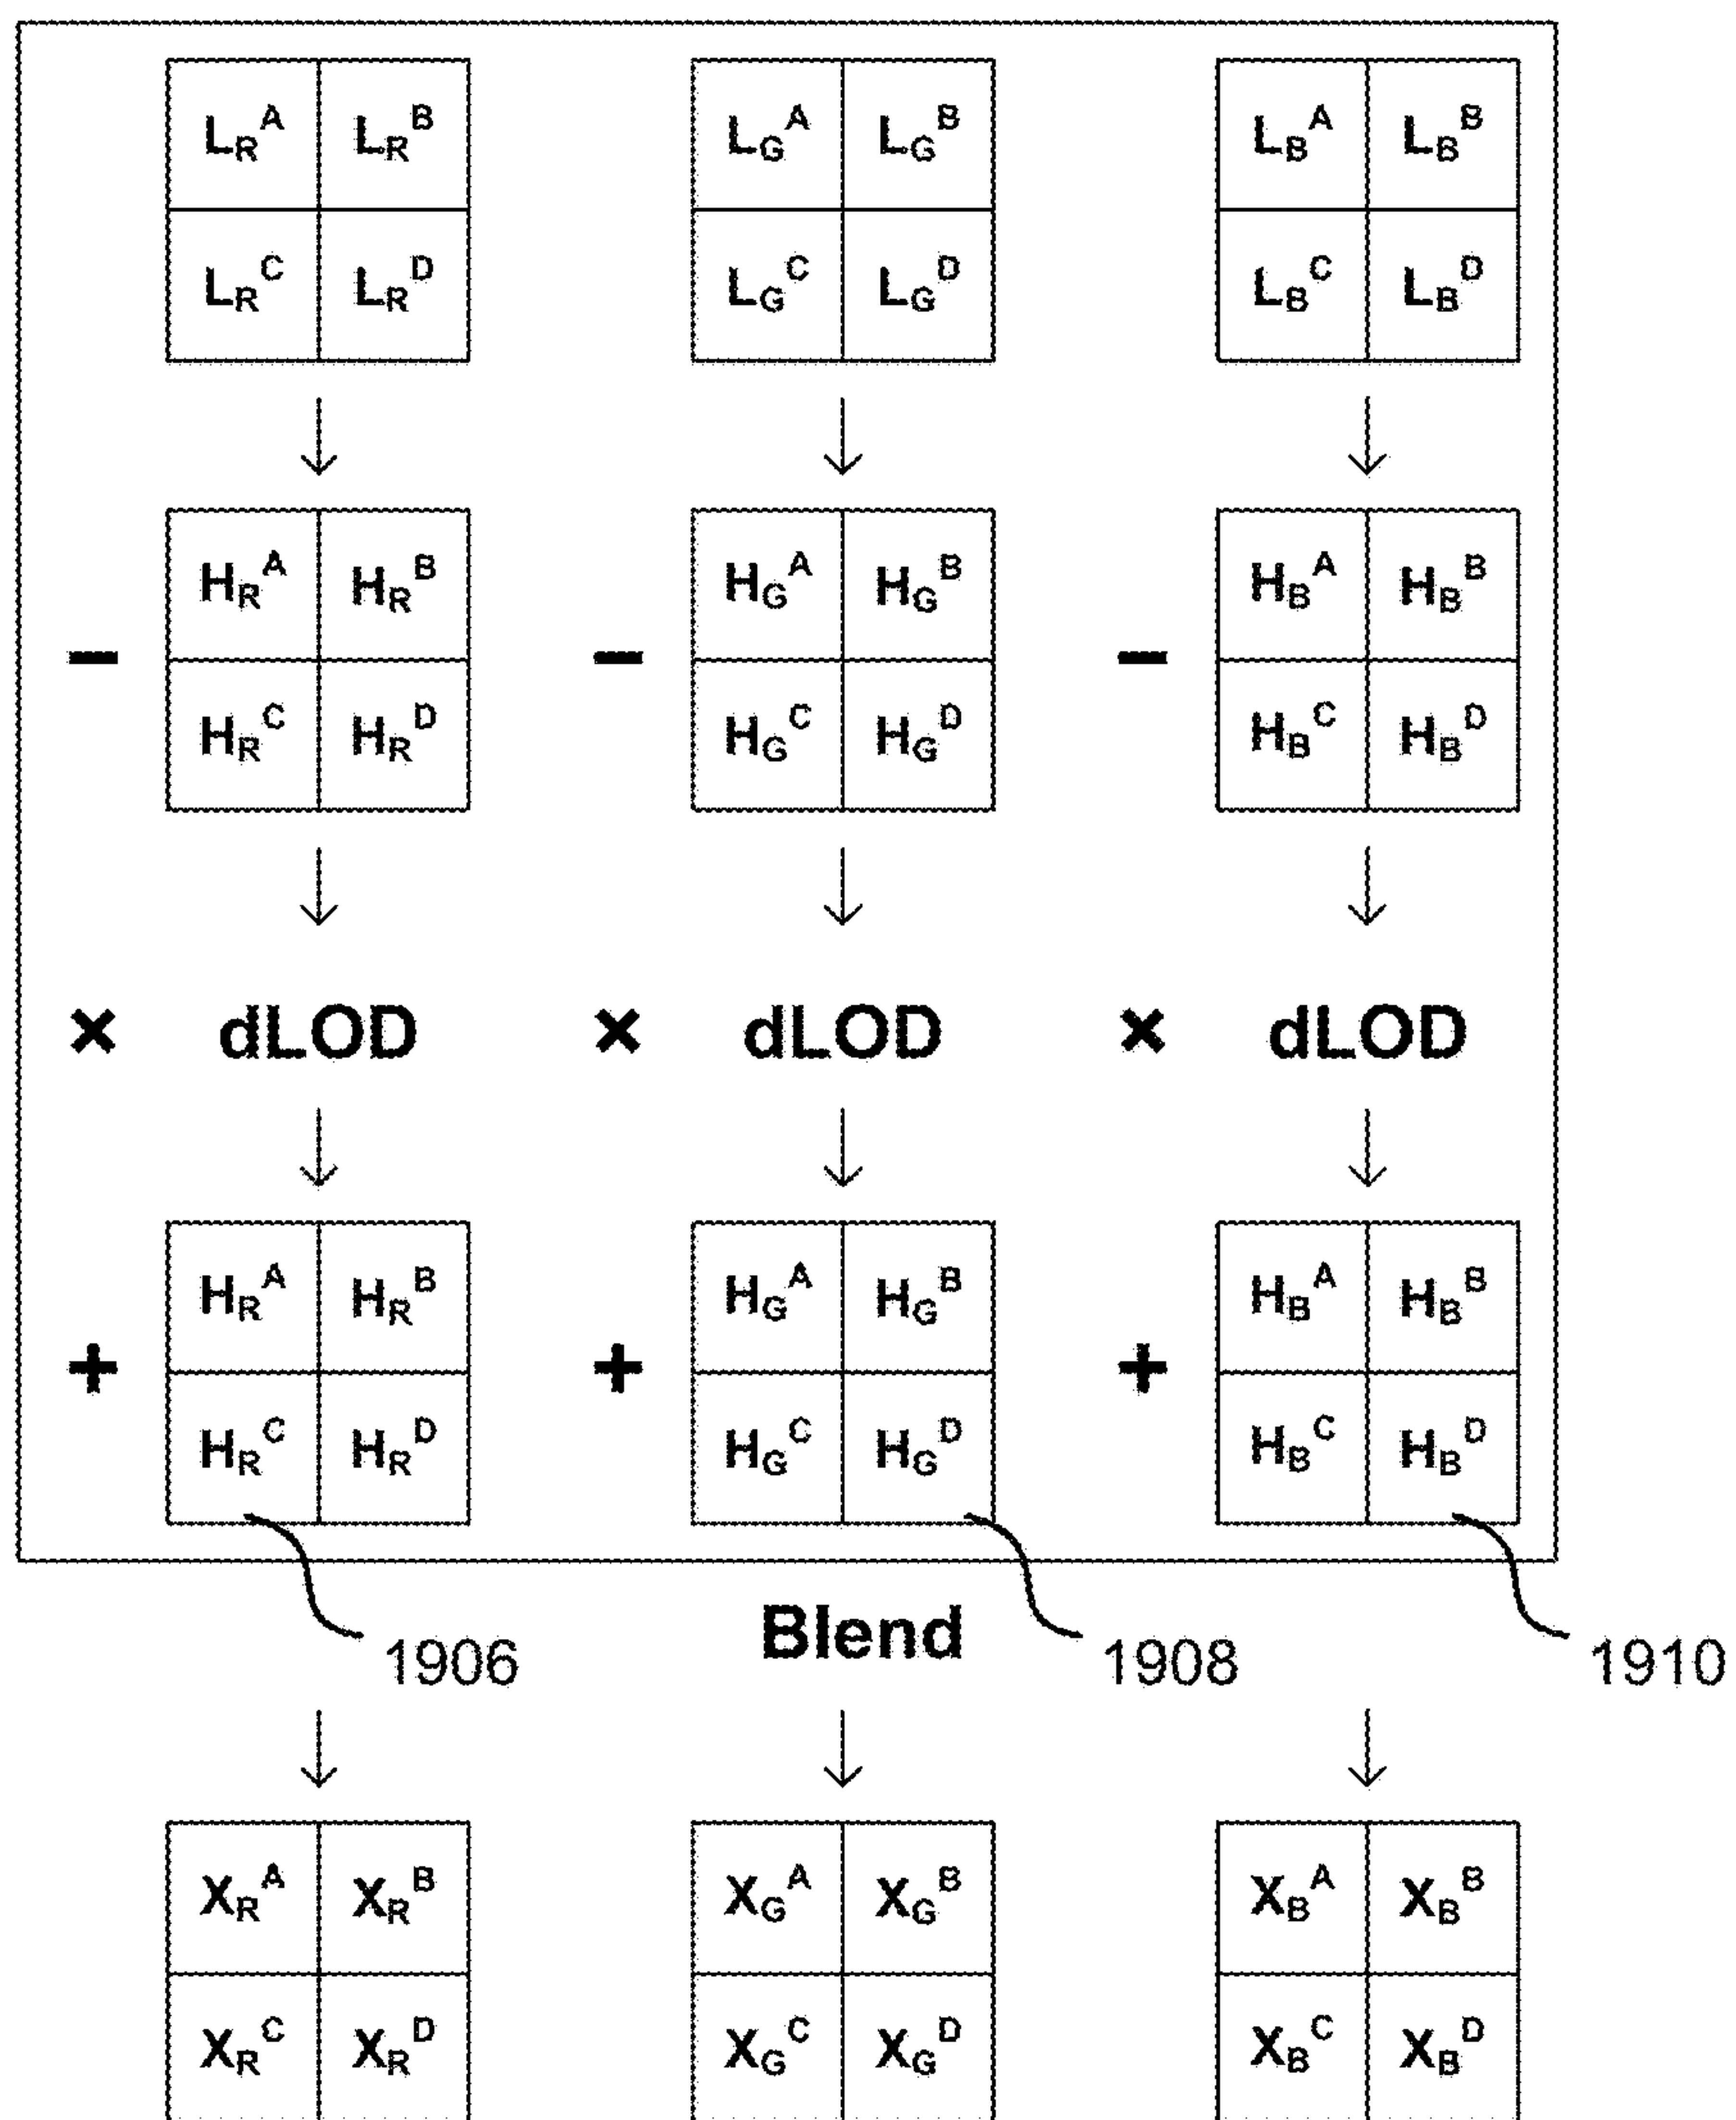 L_R^A L_R^B L_G^A L_G^B L_B^A L_B^B
L_R^C L_R^D L_G^C L_G^D L_B^C L_B^D
H_R^A H_R^B H_G^A H_G^B H_B^A H_B^B
− − −
H_R^C H_R^D H_G^C H_G^D H_B^C H_B^D
× dLOD × dLOD × dLOD
H_R^A H_R^B H_G^A H_G^B H_B^A H_B^B
+ + +
H_R^C H_R^D H_G^C H_G^D H_B^C H_B^D
Blend
1906 1908 1910
X_R^A X_R^B X_G^A X_G^B X_B^A X_B^B
X_R^C X_R^D X_G^C X_G^D X_B^C X_B^D